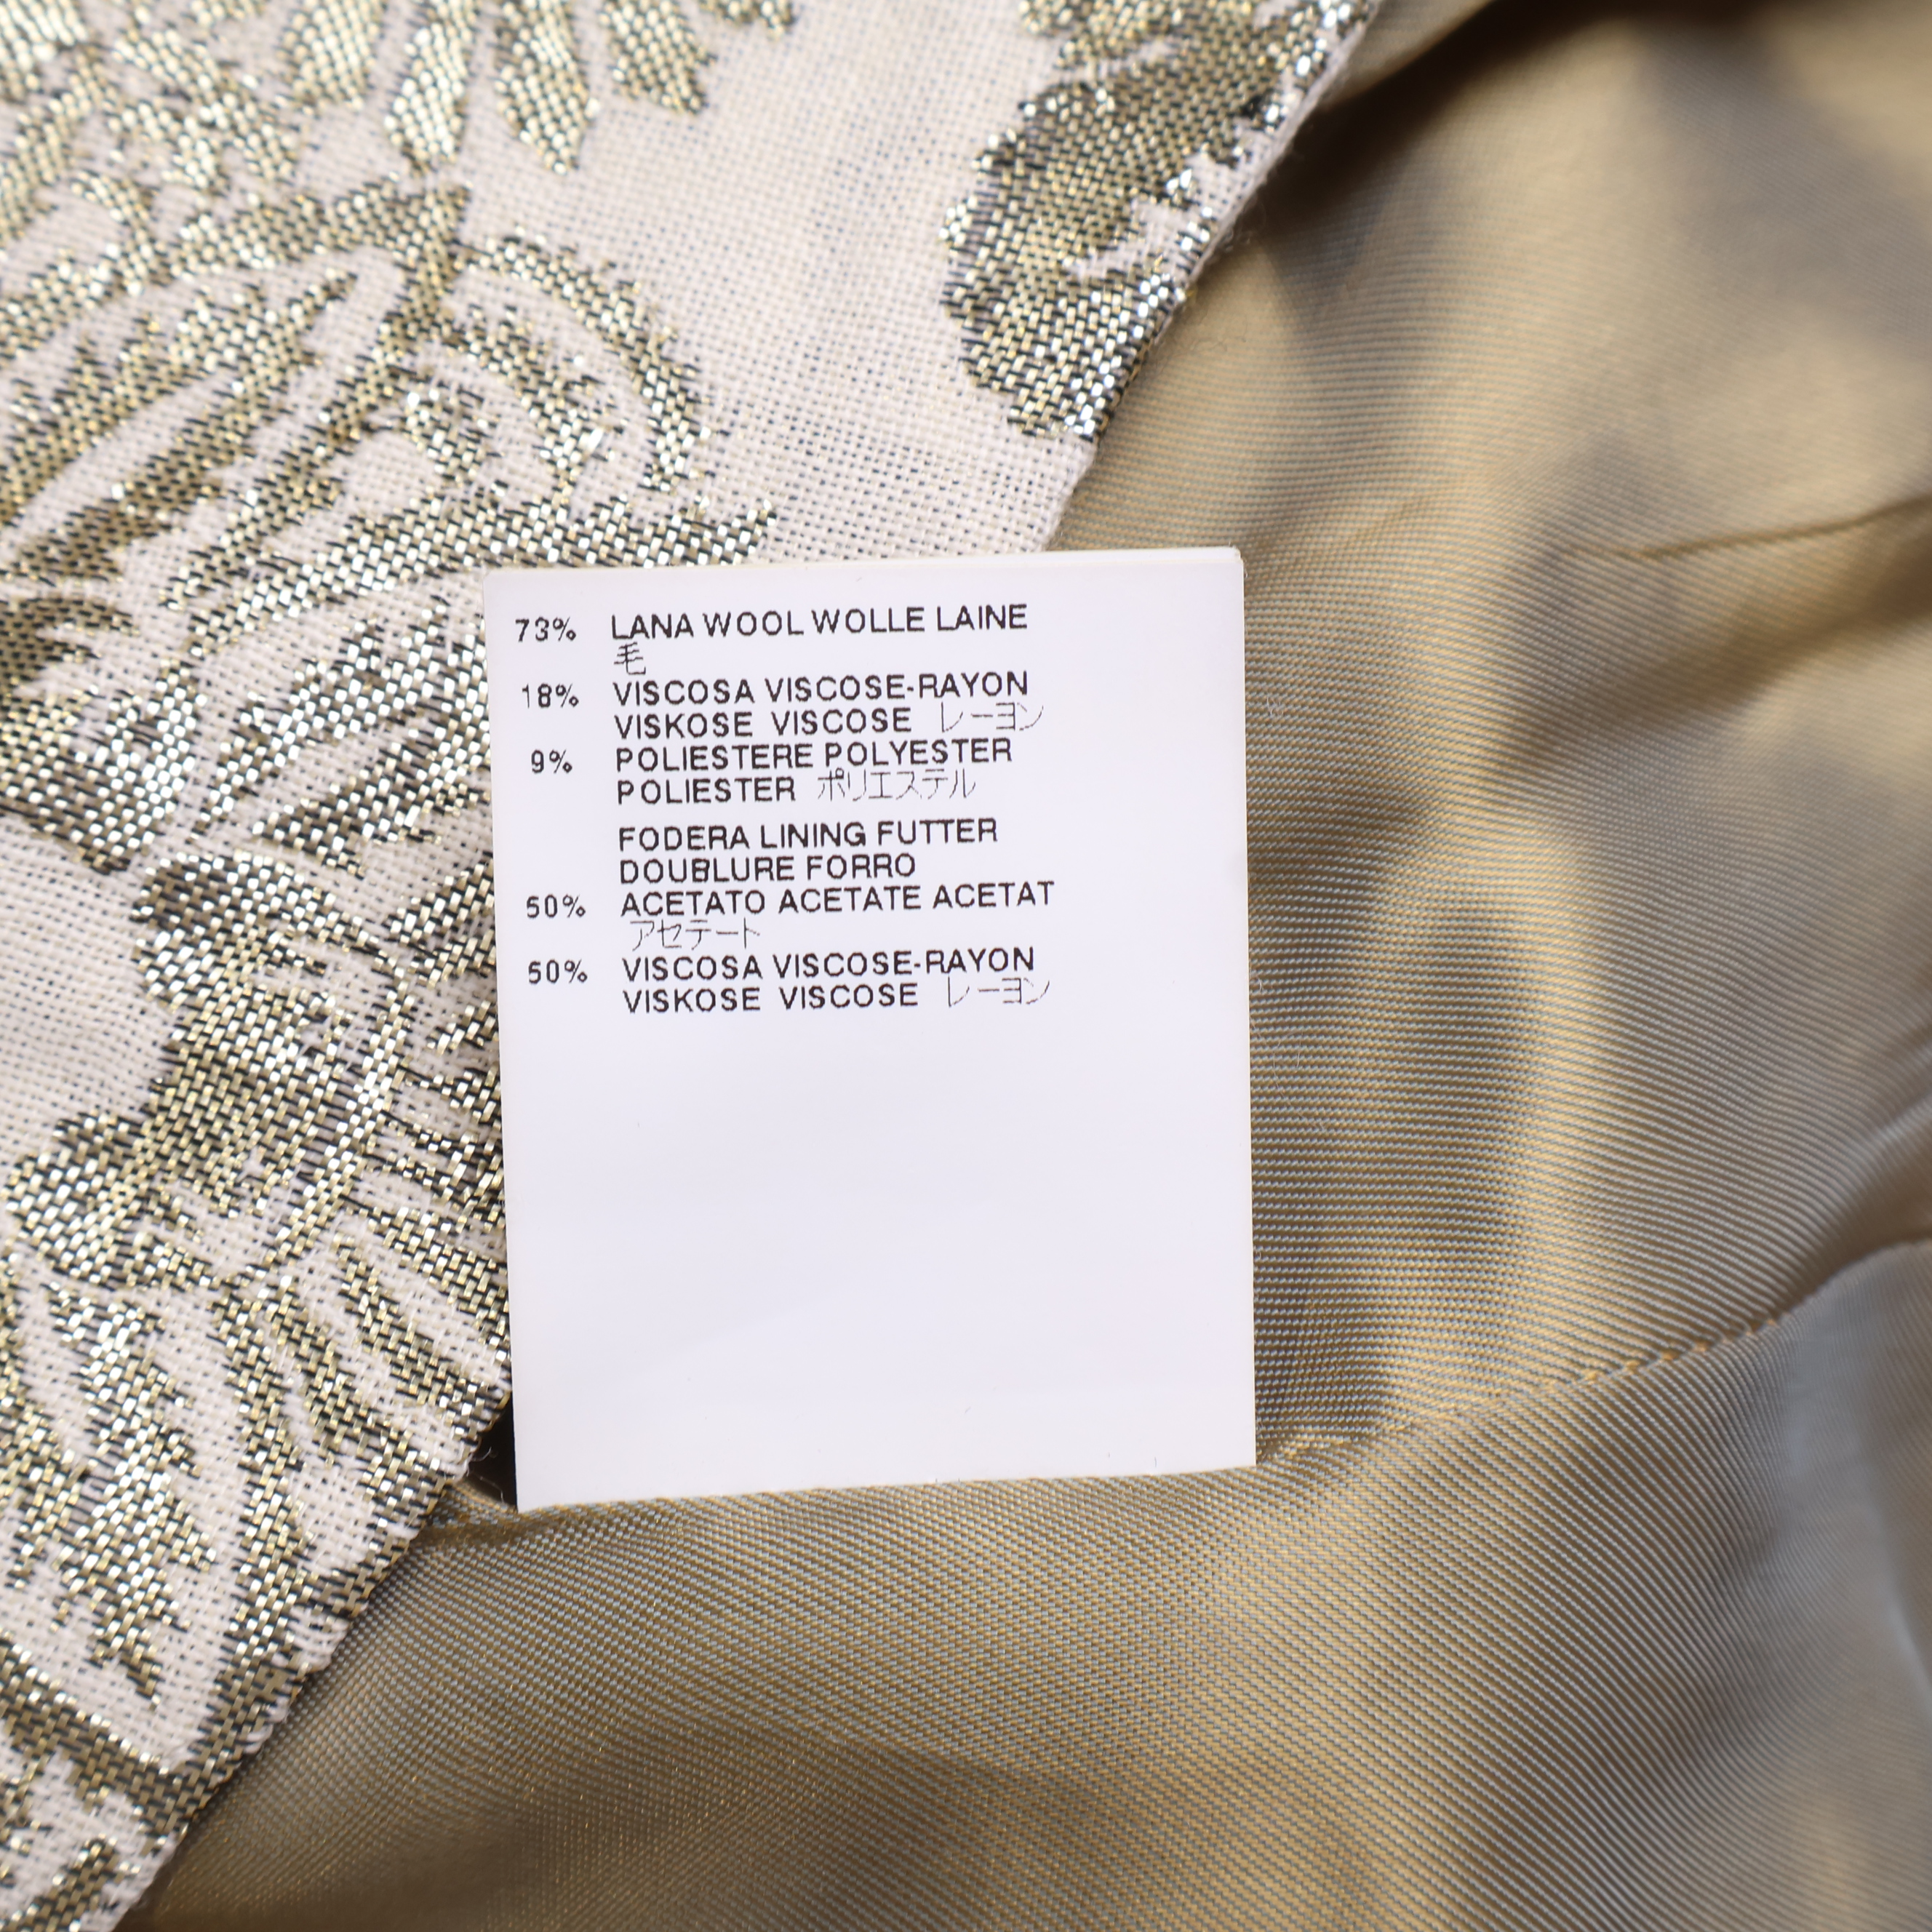 73% LANA WOOL WOLLE LAINE
毛
18% VISCOSA VISCOSE-RAYON
VISKOSE VISCOSE レーヨン
9% POLIESTERE POLYESTER
POLIESTER ポリエステル
FODERA LINING FUTTER
DOUBLURE FORRO
50% ACETATO ACETATE ACETAT
アセテート
50% VISCOSA VISCOSE-RAYON
VISKOSE VISCOSE レーヨン